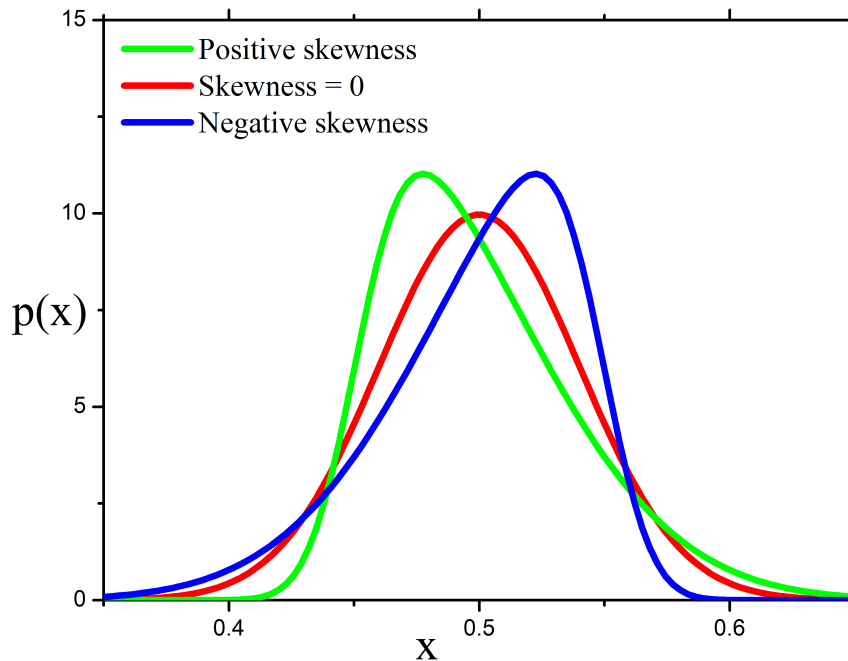 15
Positive skewness
Skewness = 0
Negative skewness
10
p(x)
5
0
0.4
0.5
0.6
x